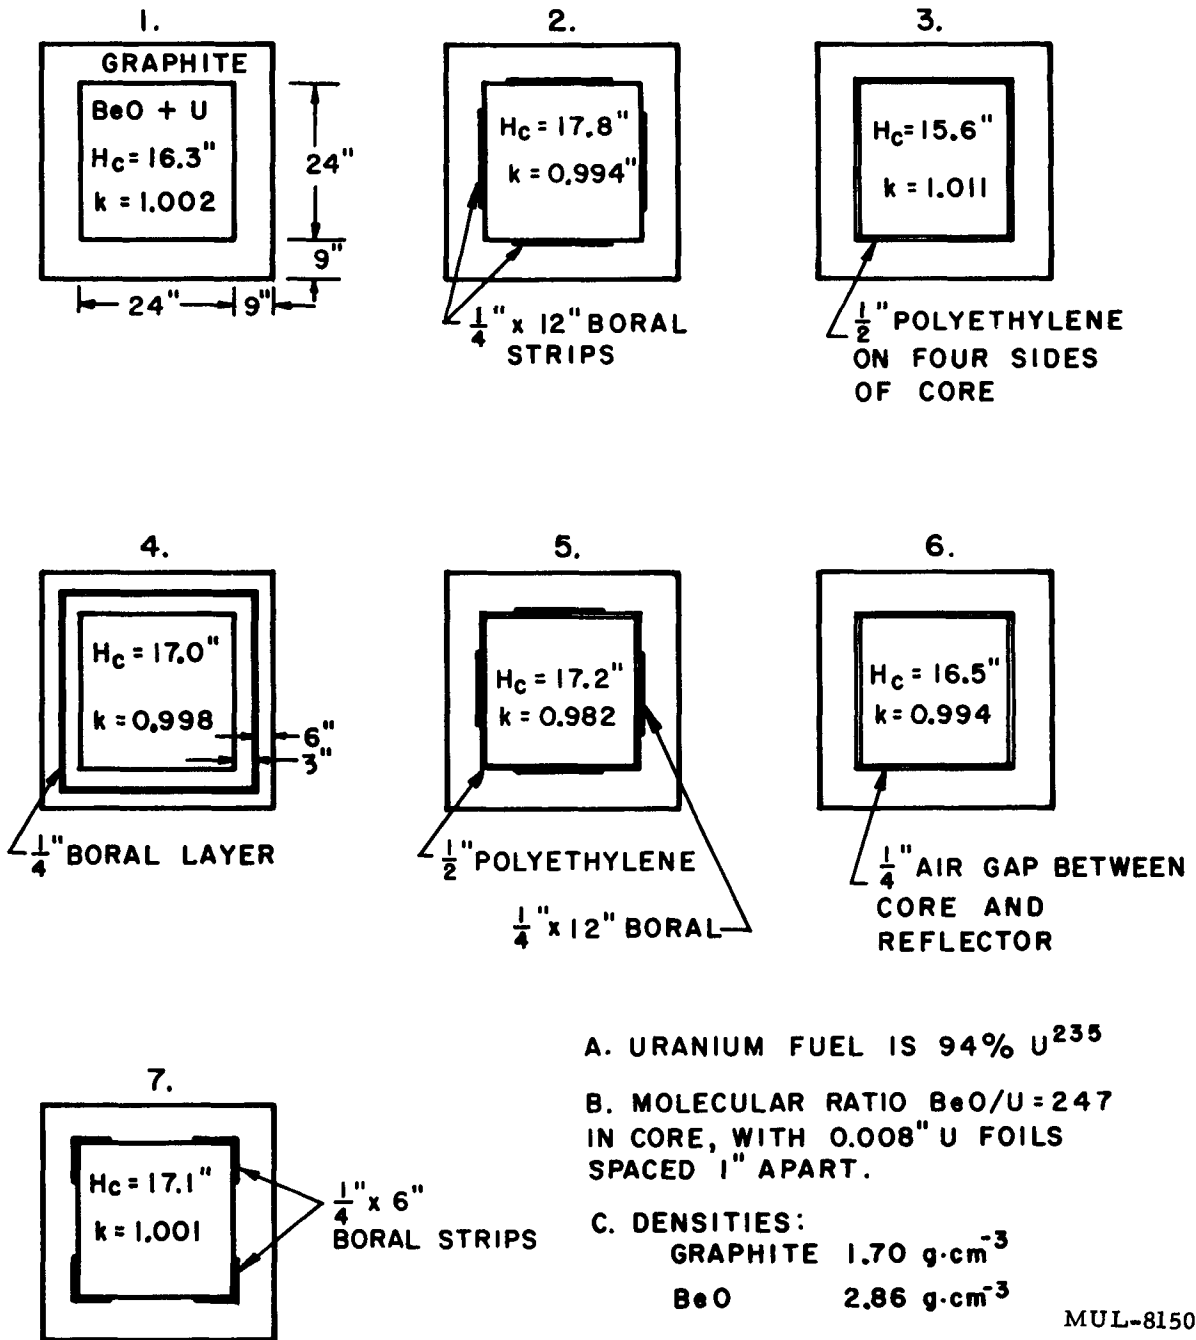 1.
GRAPHITE
BeO + U
Hc = 16.3"
k = 1.002
24"
9"
24"
9"
2.
Hc = 17.8"
k = 0.994"
1/4" x 12" BORAL
STRIPS
3.
Hc = 15.6"
k = 1.011
1/2" POLYETHYLENE
ON FOUR SIDES
OF CORE
4.
Hc = 17.0"
k = 0.998
6"
3"
1/4" BORAL LAYER
5.
Hc = 17.2"
k = 0.982
1/2" POLYETHYLENE
1/4" x 12" BORAL
6.
Hc = 16.5"
k = 0.994
1/4" AIR GAP BETWEEN
CORE AND
REFLECTOR
7.
Hc = 17.1"
k = 1.001
1/4" x 6"
BORAL STRIPS
A. URANIUM FUEL IS 94% U²³⁵
B. MOLECULAR RATIO BeO/U = 247
IN CORE, WITH 0.008" U FOILS
SPACED 1" APART.
C. DENSITIES:
GRAPHITE 1.70 g·cm⁻³
BeO 2.86 g·cm⁻³
MUL-8150